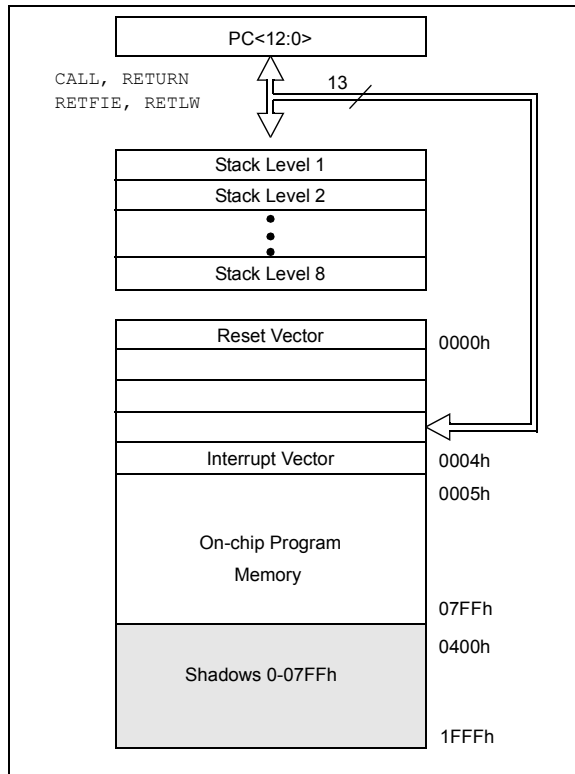 PC<12:0>
CALL, RETURN
RETFIE, RETLW
13
Stack Level 1
Stack Level 2
Stack Level 8
Reset Vector
0000h
Interrupt Vector
0004h
0005h
On-chip Program
Memory
07FFh
0400h
Shadows 0-07FFh
1FFFh